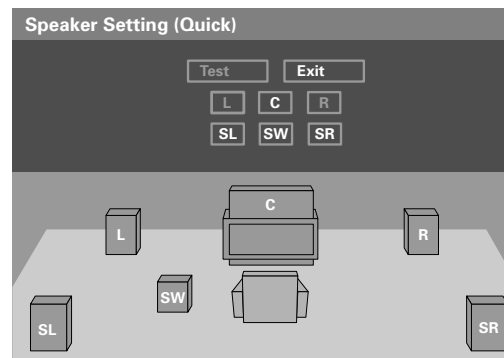 Speaker Setting (Quick)
Test Exit
L C R
SL SW SR
C
L R
SW
SL SR